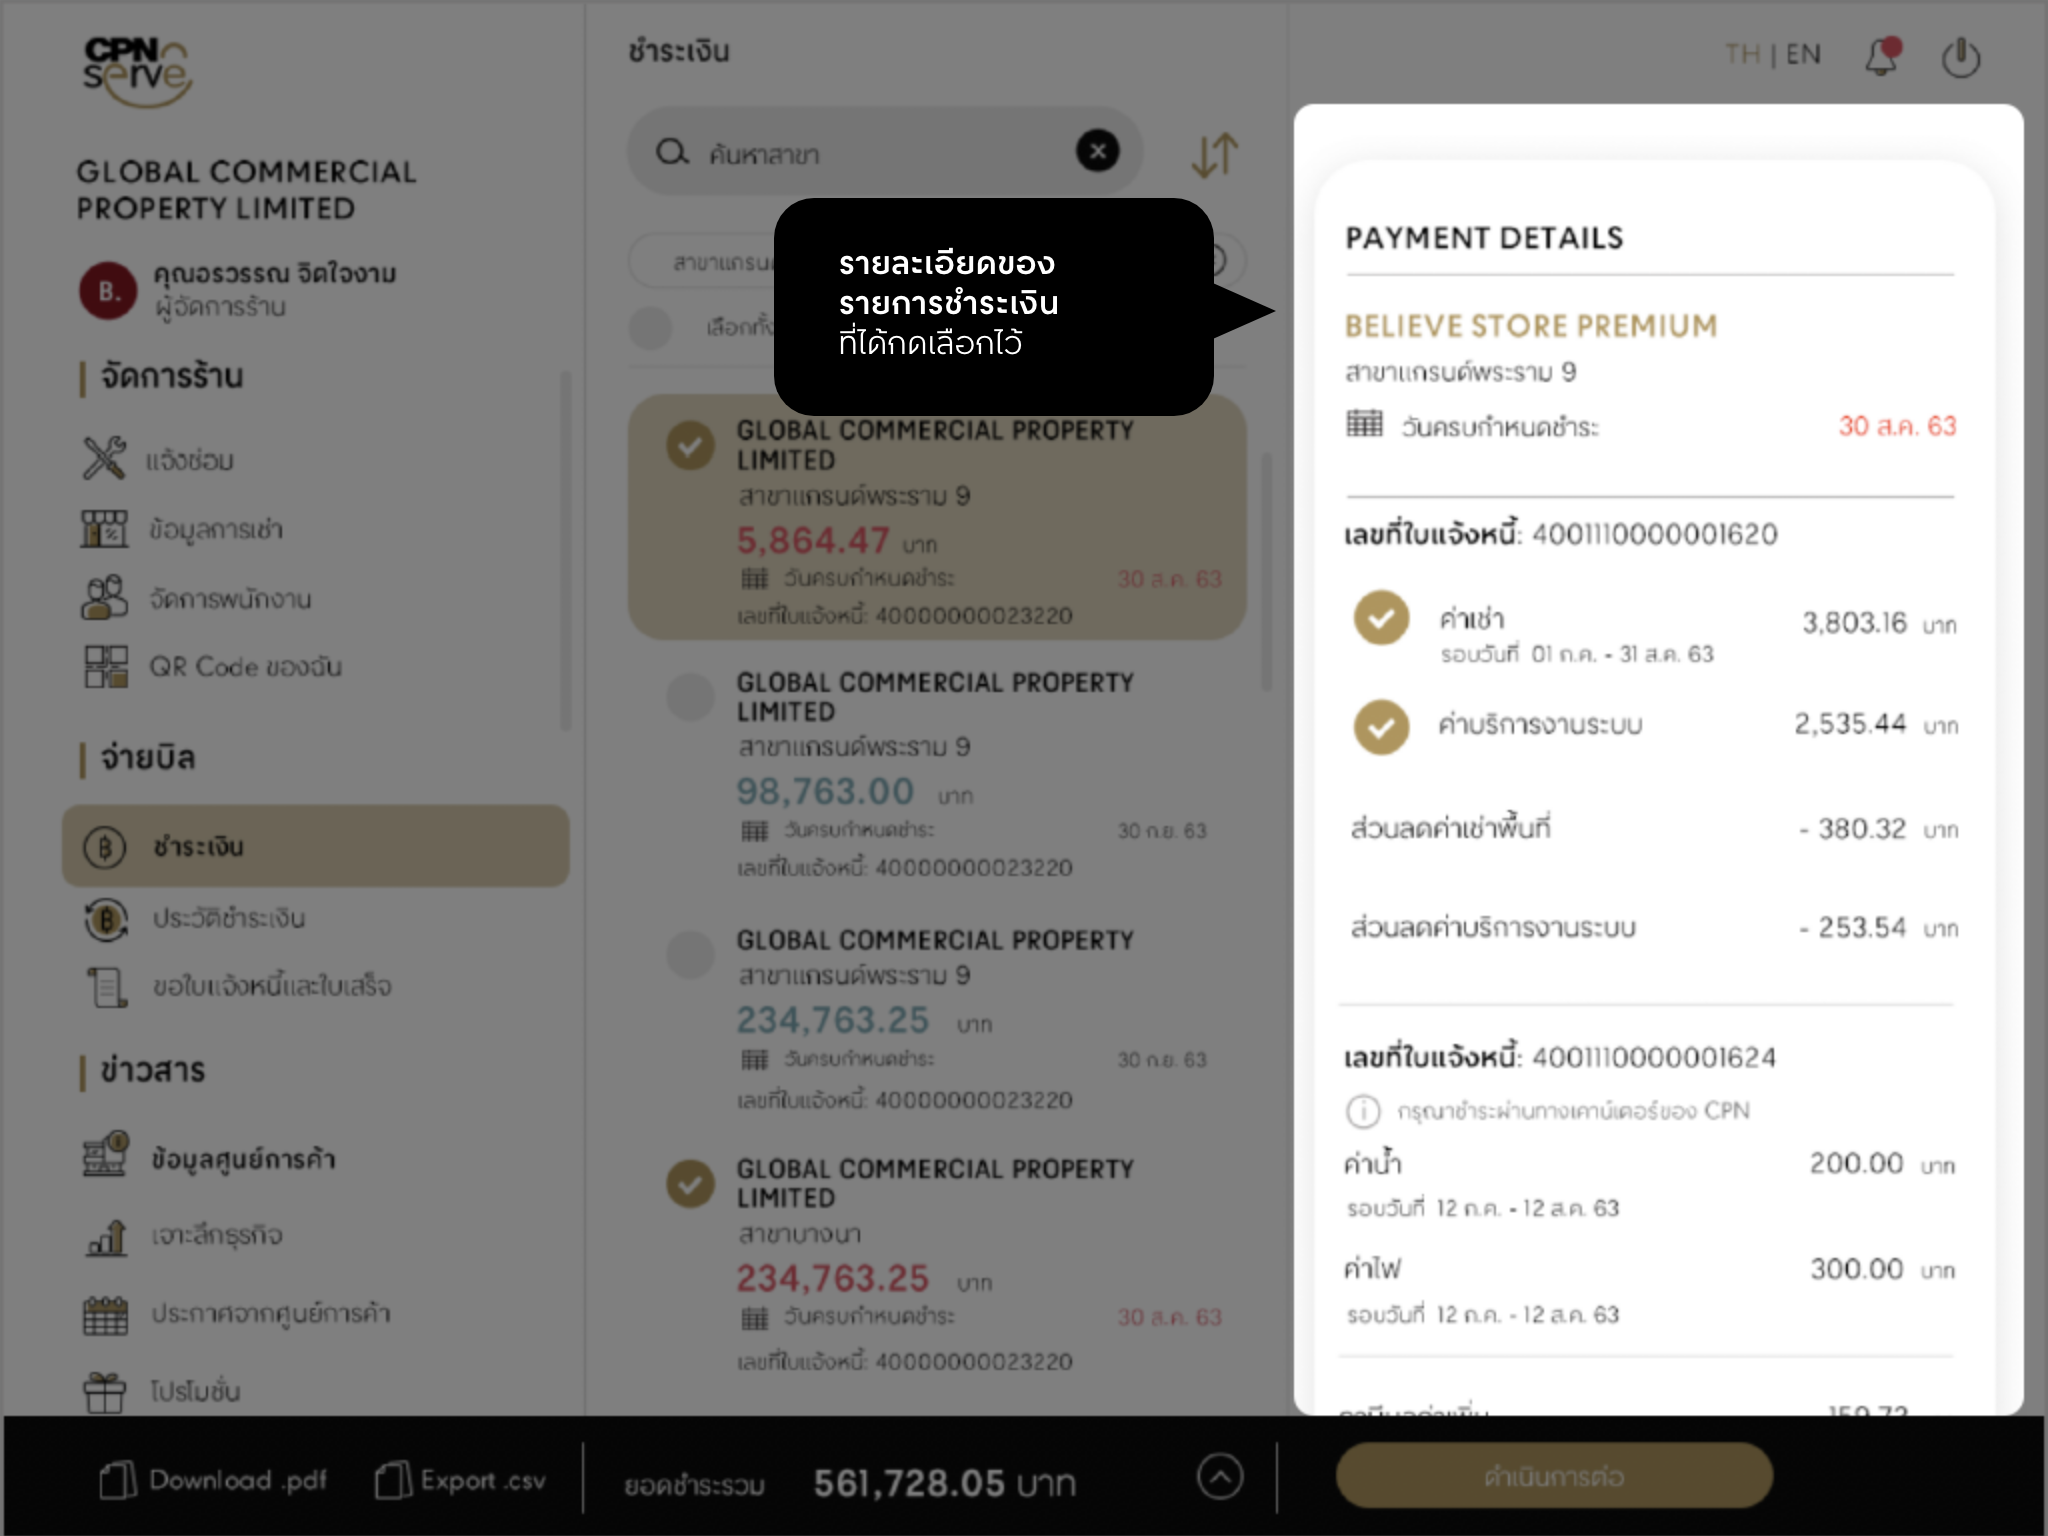 CPN
serve
GLOBAL COMMERCIAL
PROPERTY LIMITED
B.
คุณอรวรรณ จิตใจงาม
ผู้จัดการร้าน
จัดการร้าน
แจ้งซ่อม
ข้อมูลการเช่า
จัดการพนักงาน
QR Code ของฉัน
จ่ายบิล
ชำระเงิน
ประวัติชำระเงิน
ขอใบแจ้งหนี้และใบเสร็จ
ข่าวสาร
ข้อมูลศูนย์การค้า
เจาะลึกธุรกิจ
ประกาศจากศูนย์การค้า
โปรโมชั่น
ชำระเงิน
ค้นหาสาขา
รายละเอียดของ
รายการชำระเงิน
ที่ได้กดเลือกไว้
GLOBAL COMMERCIAL PROPERTY
LIMITED
สาขาแกรนด์พระราม 9
5,864.47 บาท
วันครบกำหนดชำระ 30 ส.ค. 63
เลขที่ใบแจ้งหนี้: 40000000023220
GLOBAL COMMERCIAL PROPERTY
LIMITED
สาขาแกรนด์พระราม 9
98,763.00 บาท
วันครบกำหนดชำระ 30 ก.ย. 63
เลขที่ใบแจ้งหนี้: 40000000023220
GLOBAL COMMERCIAL PROPERTY
สาขาแกรนด์พระราม 9
234,763.25 บาท
วันครบกำหนดชำระ 30 ก.ย. 63
เลขที่ใบแจ้งหนี้: 40000000023220
GLOBAL COMMERCIAL PROPERTY
LIMITED
สาขาบางนา
234,763.25 บาท
วันครบกำหนดชำระ 30 ส.ค. 63
เลขที่ใบแจ้งหนี้: 40000000023220
TH | EN
PAYMENT DETAILS
BELIEVE STORE PREMIUM
สาขาแกรนด์พระราม 9
วันครบกำหนดชำระ 30 ส.ค. 63
เลขที่ใบแจ้งหนี้: 4001110000001620
ค่าเช่า 3,803.16 บาท
รอบวันที่ 01 ก.ค. - 31 ส.ค. 63
ค่าบริการงานระบบ 2,535.44 บาท
ส่วนลดค่าเช่าพื้นที่ - 380.32 บาท
ส่วนลดค่าบริการงานระบบ - 253.54 บาท
เลขที่ใบแจ้งหนี้: 4001110000001624
กรุณาชำระผ่านทางเคาน์เตอร์ของ CPN
ค่าน้ำ 200.00 บาท
รอบวันที่ 12 ก.ค. - 12 ส.ค. 63
ค่าไฟ 300.00 บาท
รอบวันที่ 12 ก.ค. - 12 ส.ค. 63
Download .pdf
Export .csv
ยอดชำระรวม 561,728.05 บาท
ดำเนินการต่อ